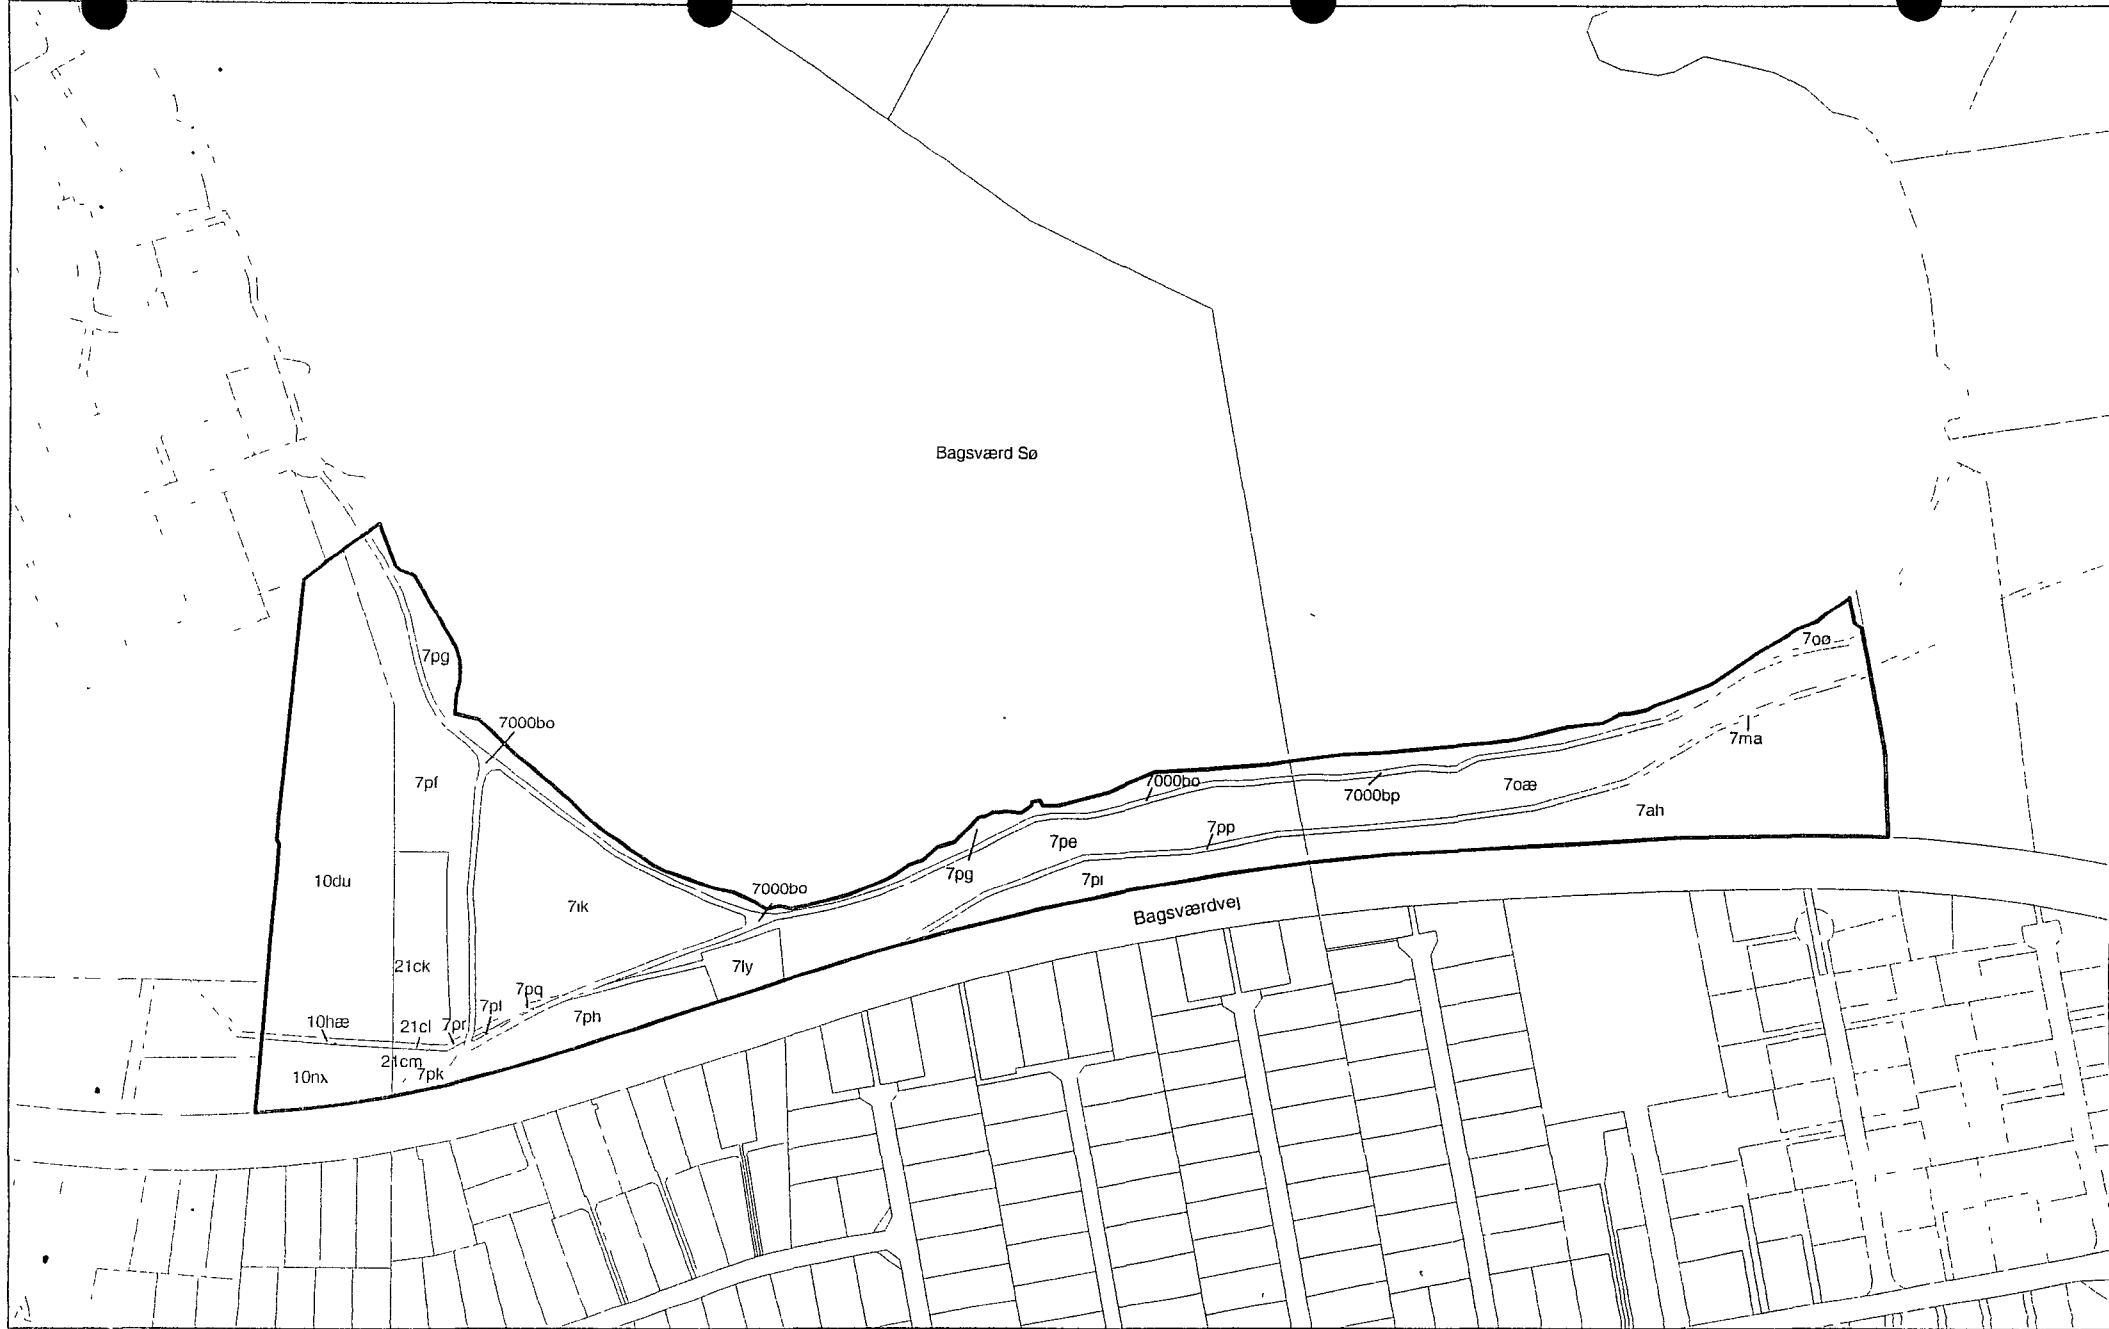 Bagsværd Sø
7oø
7pg
7000bo
7ma
7pf
7000bo
7oæ
7000bp
7ah
7pp
7pe
7pg
10du
7pi
7000bo
7ik
Bagsværdvej
21ck
7ly
7pq
7pl
7ph
10hæ
21cl
7pr
21cm
7pk
10nx